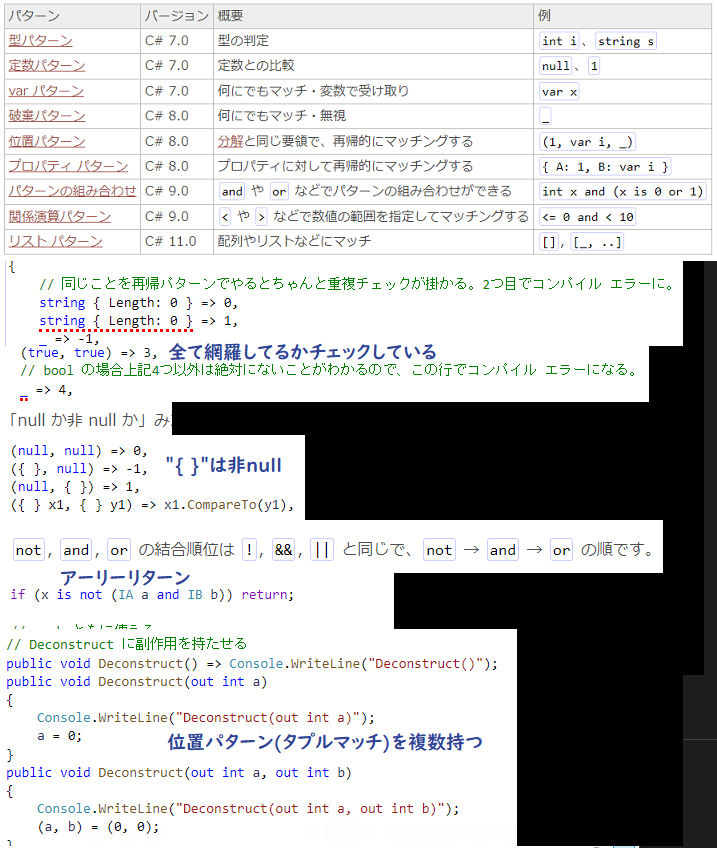 パターン バージョン 概要 例
型パターン C# 7.0 型の判定 int i、string s
定数パターン C# 7.0 定数との比較 null、1
var パターン C# 7.0 何にでもマッチ・変数で受け取り var x
破棄パターン C# 8.0 何にでもマッチ・無視 _
位置パターン C# 8.0 分解と同じ要領で、再帰的にマッチングする (1, var i, _)
プロパティ パターン C# 8.0 プロパティに対して再帰的にマッチングする { A: 1, B: var i }
パターンの組み合わせ C# 9.0 and や or などでパターンの組み合わせができる int x and (x is 0 or 1)
関係演算パターン C# 9.0 < や > などで数値の範囲を指定してマッチングする <= 0 and < 10
リスト パターン C# 11.0 配列やリストなどにマッチ [], [_, ..]
{
// 同じことを再帰パターンでやるとちゃんと重複チェックが掛かる。2つ目でコンパイル エラーに。
string { Length: 0 } => 0,
string { Length: 0 } => 1,
_ => -1,
(true, true) => 3, 全て網羅してるかチェックしている
// bool の場合上記4つ以外は絶対にないことがわかるので、この行でコンパイル エラーになる。
_ => 4,
「null か非 null か」み
(null, null) => 0,
({ }, null) => -1, "{ }"は非null
(null, { }) => 1,
({ } x1, { } y1) => x1.CompareTo(y1),
not, and, or の結合順位は !, &&, || と同じで、not → and → or の順です。
アーリーリターン
if (x is not (IA a and IB b)) return;
// Deconstruct に副作用を持たせる
public void Deconstruct() => Console.WriteLine("Deconstruct()");
public void Deconstruct(out int a)
{
Console.WriteLine("Deconstruct(out int a)");
a = 0; 位置パターン(タプルマッチ)を複数持つ
}
public void Deconstruct(out int a, out int b)
{
Console.WriteLine("Deconstruct(out int a, out int b)");
(a, b) = (0, 0);
}